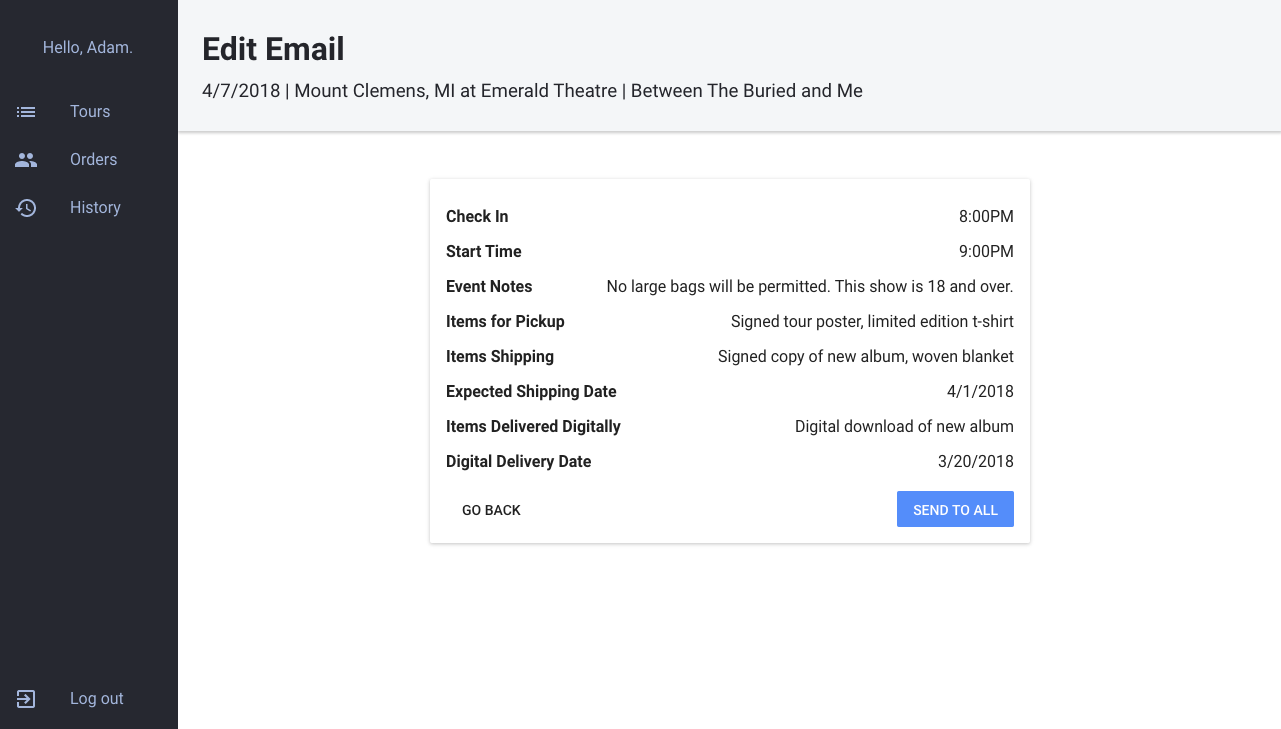 Hello, Adam.
Tours
Orders
History
Log out
Edit Email
4/7/2018 | Mount Clemens, MI at Emerald Theatre | Between The Buried and Me
Check In 8:00PM
Start Time 9:00PM
Event Notes No large bags will be permitted. This show is 18 and over.
Items for Pickup Signed tour poster, limited edition t-shirt
Items Shipping Signed copy of new album, woven blanket
Expected Shipping Date 4/1/2018
Items Delivered Digitally Digital download of new album
Digital Delivery Date 3/20/2018
GO BACK SEND TO ALL